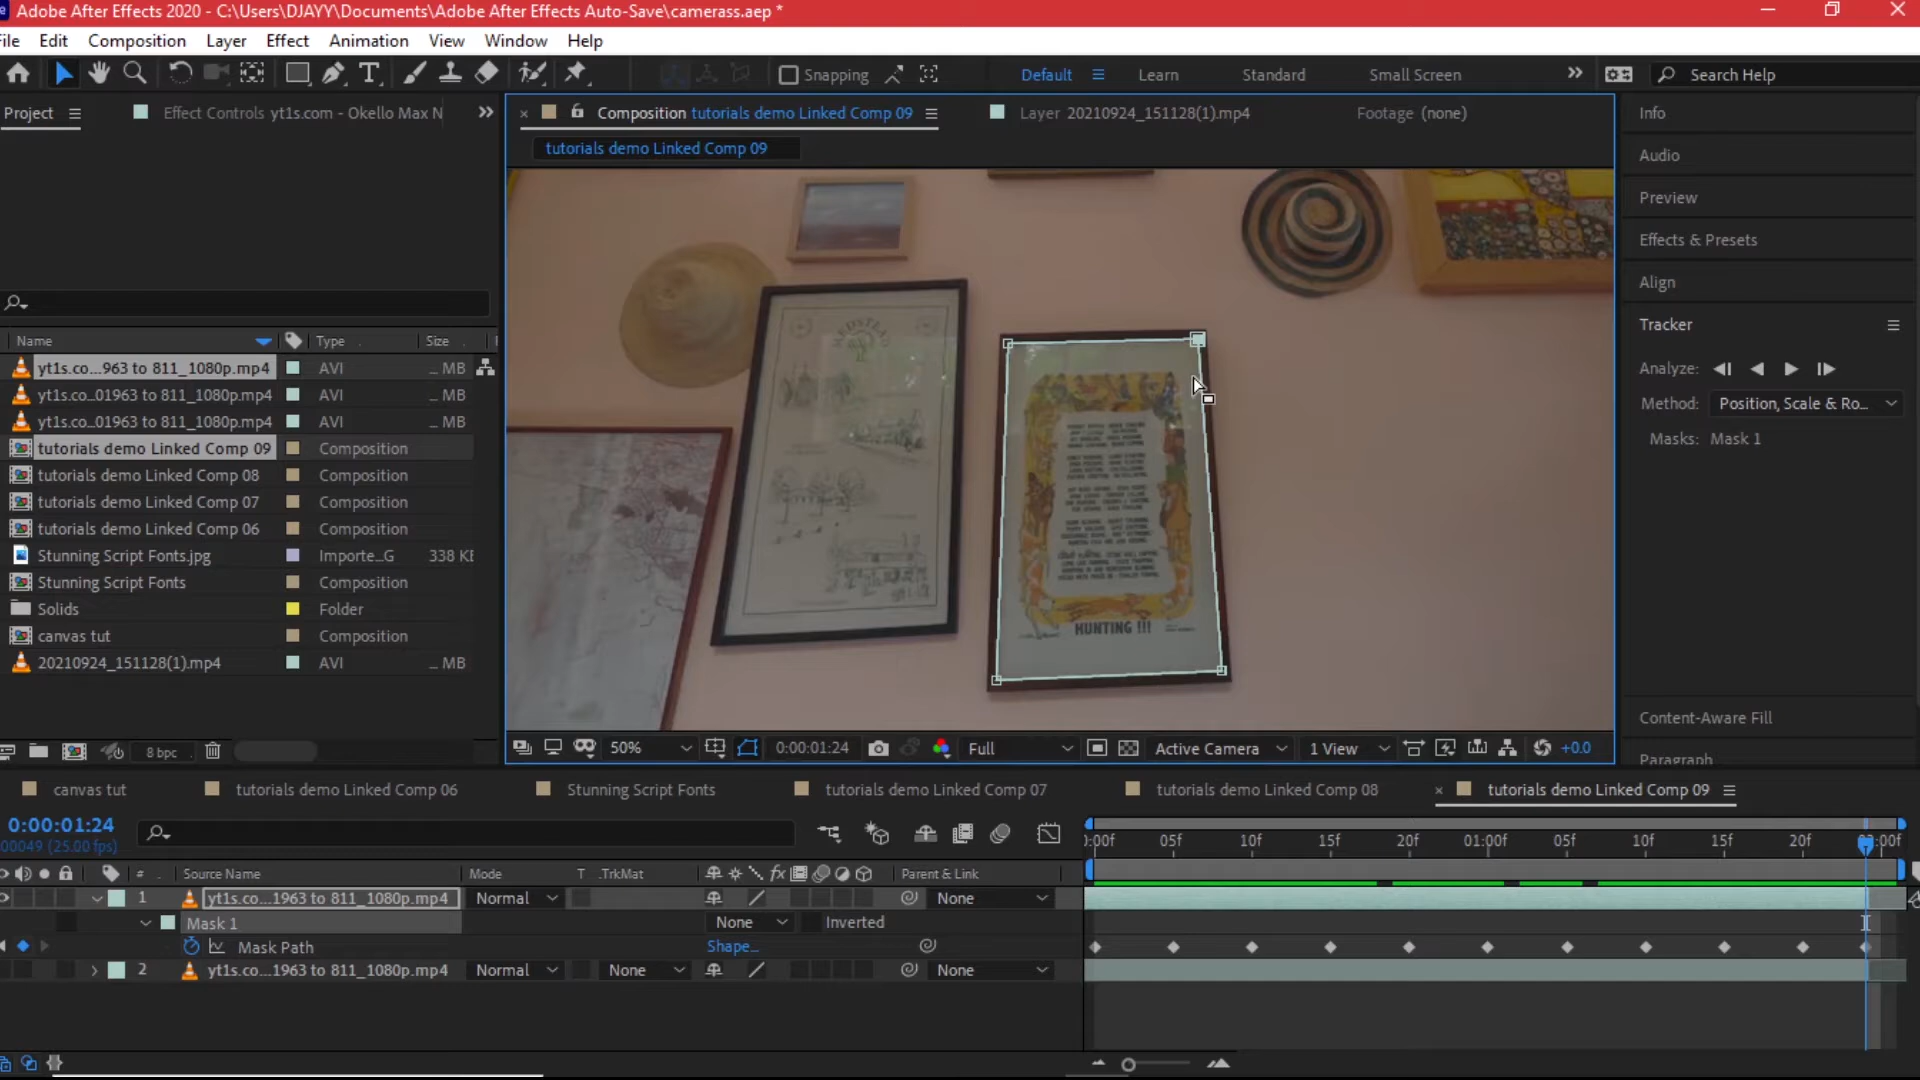 Adobe After Effects 2020 - C:\Users\DJAYY\Documents\Adobe After Effects Auto-Save\camerass.aep *
File Edit Composition Layer Effect Animation View Window Help
Snapping Default Learn Standard Small Screen Search Help
Project Effect Controls yt1s.com - Okello Max N
Composition tutorials demo Linked Comp 09 Layer 20210924_151128(1).mp4 Footage (none)
tutorials demo Linked Comp 09
Name Type Size
yt1s.co...963 to 811_1080p.mp4 AVI ... MB
yt1s.co...01963 to 811_1080p.mp4 AVI ... MB
yt1s.co...01963 to 811_1080p.mp4 AVI ... MB
tutorials demo Linked Comp 09 Composition
tutorials demo Linked Comp 08 Composition
tutorials demo Linked Comp 07 Composition
tutorials demo Linked Comp 06 Composition
Stunning Script Fonts.jpg Importe...G 338 KE
Stunning Script Fonts Composition
Solids Folder
canvas tut Composition
20210924_151128(1).mp4 AVI ... MB
8 bpc
HUNTING !!!
50% 0:00:01:24 Full Active Camera 1 View +0.0
Info
Audio
Preview
Effects & Presets
Align
Tracker
Analyze:
Method: Position, Scale & Ro...
Masks: Mask 1
Content-Aware Fill
Paragraph
canvas tut tutorials demo Linked Comp 06 Stunning Script Fonts tutorials demo Linked Comp 07 tutorials demo Linked Comp 08 tutorials demo Linked Comp 09
0:00:01:24
00049 (25.00 fps)
:00f 05f 10f 15f 20f 01:00f 05f 10f 15f 20f :00f
# Source Name Mode T .TrkMat fx Parent & Link
1 yt1s.co...1963 to 811_1080p.mp4 Normal None
Mask 1 None Inverted
Mask Path Shape...
2 yt1s.co...1963 to 811_1080p.mp4 Normal None None